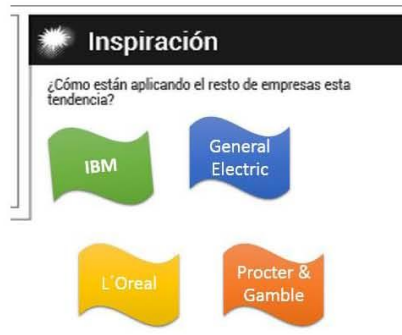 Inspiración
¿Cómo están aplicando el resto de empresas esta
tendencia?
IBM
General
Electric
L´Oreal
Procter &
Gamble